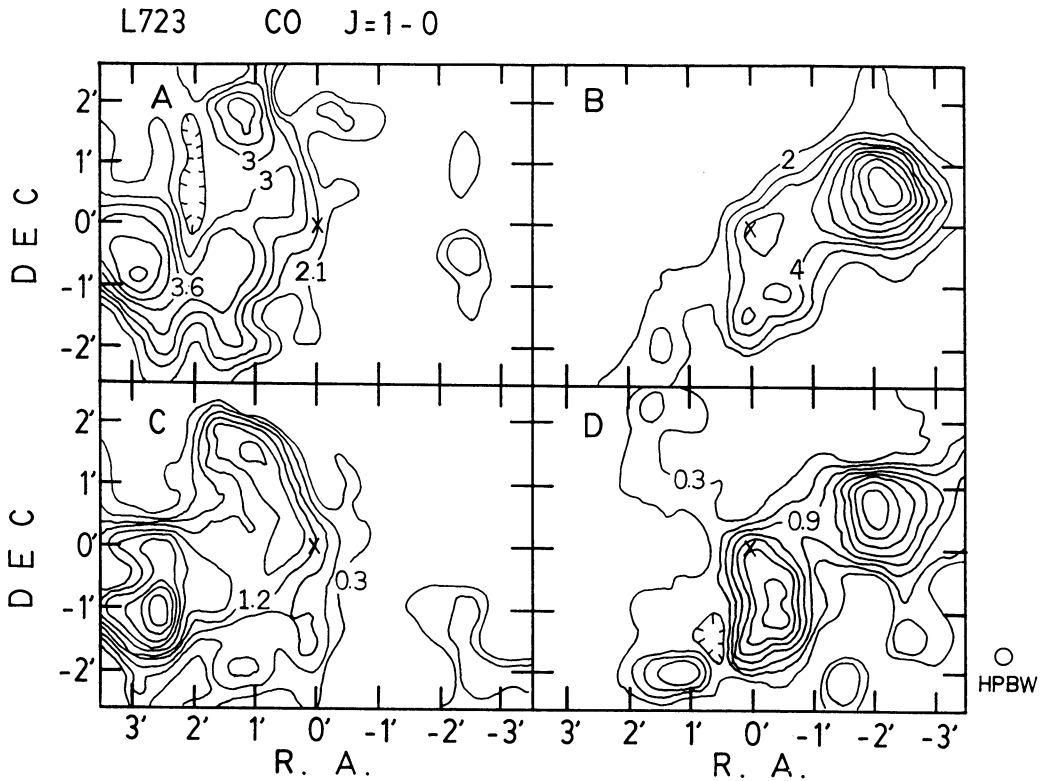 L723 CO J=1-0
A
B
2'
1'
0'
-1'
-2'
3
3
3.6
2.1
x
2
4
x
DEC
C
D
2'
1'
0'
-1'
-2'
1.2
0.3
x
0.3
0.9
x
DEC
HPBW
3' 2' 1' 0' -1' -2' -3' 3' 2' 1' 0' -1' -2' -3'
R. A. R. A.